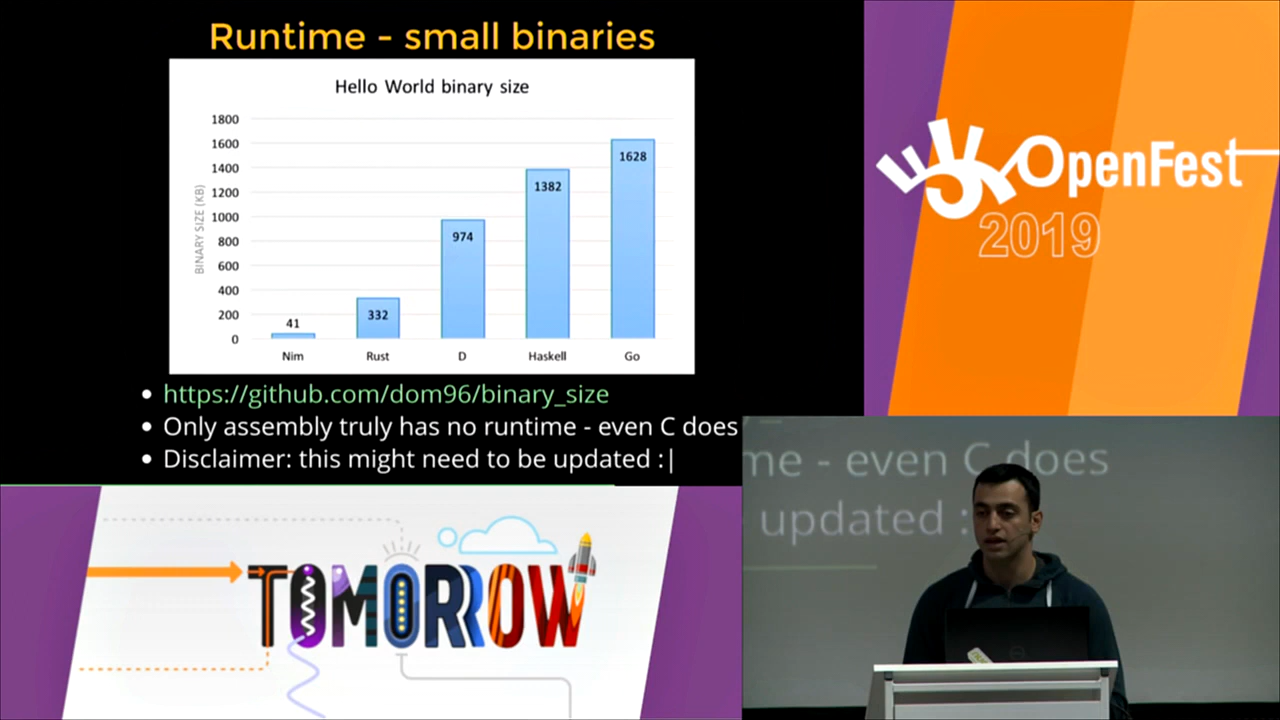 Runtime - small binaries
Hello World binary size
BINARY SIZE (KB)
1800
1600
1400
1200
1000
800
600
400
200
0
41
332
974
1382
1628
Nim
Rust
D
Haskell
Go
https://github.com/dom96/binary_size
Only assembly truly has no runtime - even C does
Disclaimer: this might need to be updated :|
OpenFest
2019
me - even C does
updated :
TOMORROW